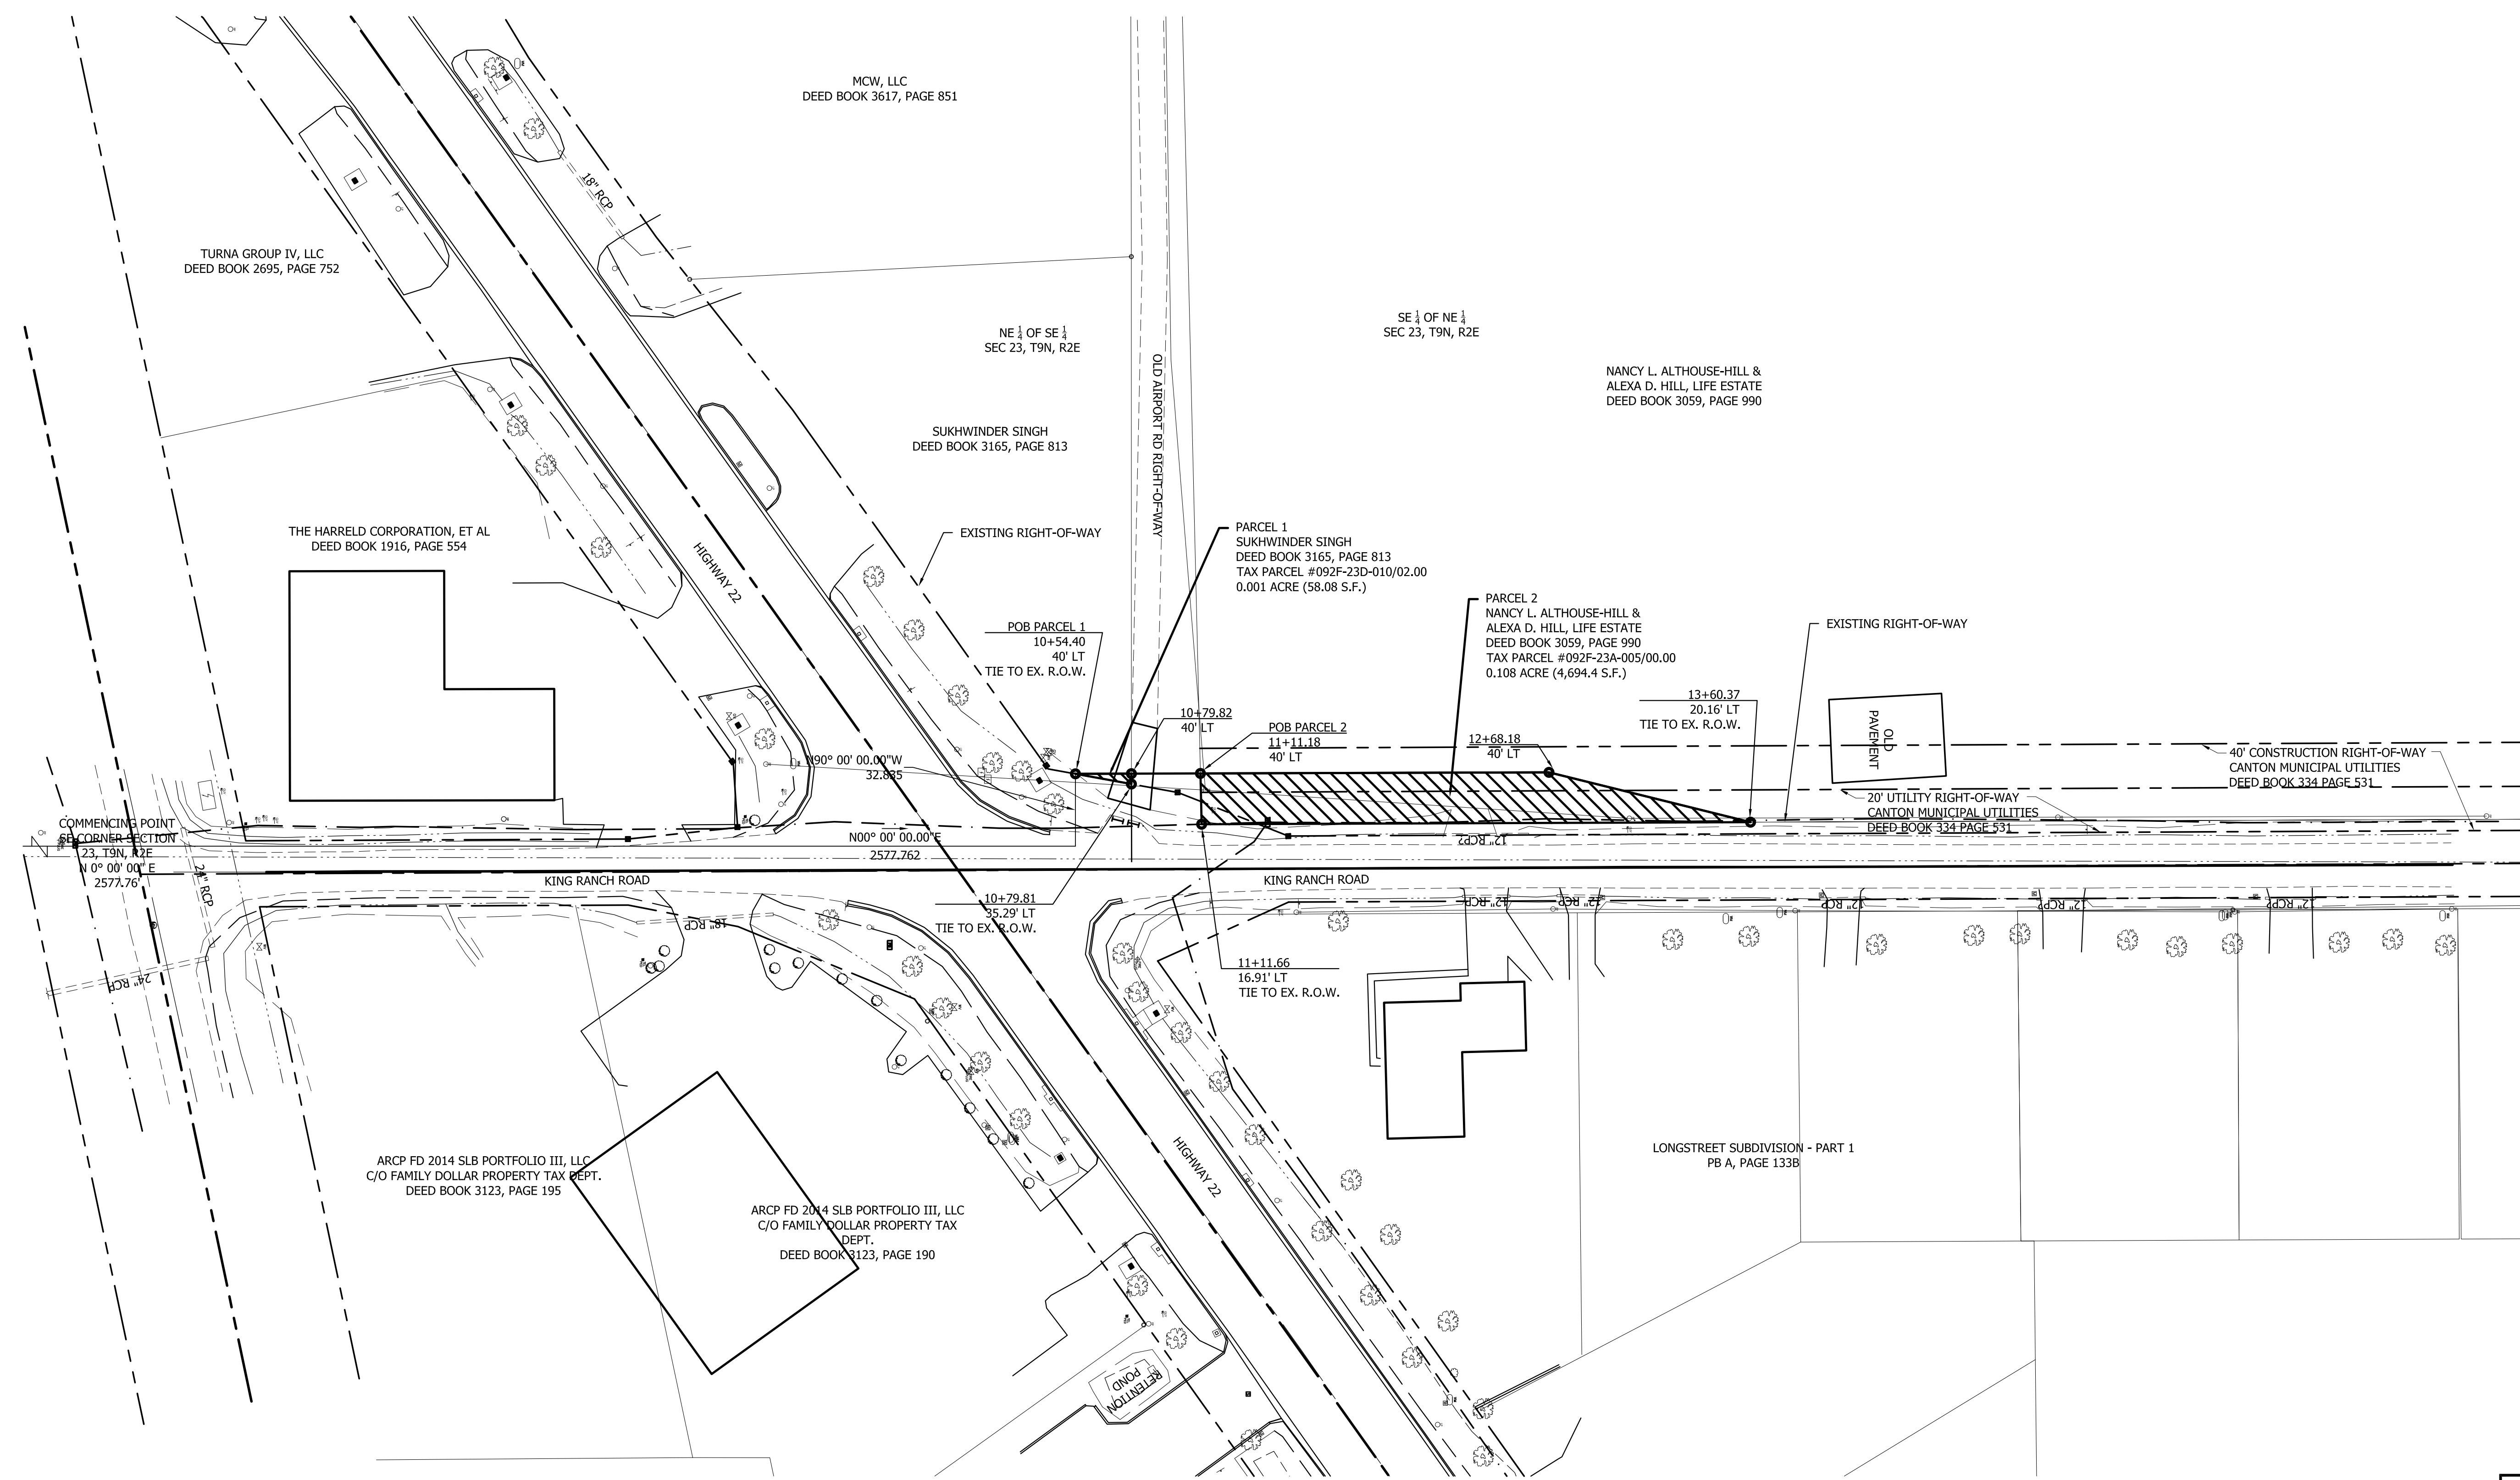 MCW, LLC
DEED BOOK 3617, PAGE 851
18" RCP
TURNA GROUP IV, LLC
DEED BOOK 2695, PAGE 752
NE 1/4 OF SE 1/4
SEC 23, T9N, R2E
SE 1/4 OF NE 1/4
SEC 23, T9N, R2E
OLD AIRPORT RD RIGHT-OF-WAY
NANCY L. ALTHOUSE-HILL &
ALEXA D. HILL, LIFE ESTATE
DEED BOOK 3059, PAGE 990
SUKHWINDER SINGH
DEED BOOK 3165, PAGE 813
THE HARRELD CORPORATION, ET AL
DEED BOOK 1916, PAGE 554
HIGHWAY 22
EXISTING RIGHT-OF-WAY
PARCEL 1
SUKHWINDER SINGH
DEED BOOK 3165, PAGE 813
TAX PARCEL #092F-23D-010/02.00
0.001 ACRE (58.08 S.F.)
PARCEL 2
NANCY L. ALTHOUSE-HILL &
ALEXA D. HILL, LIFE ESTATE
DEED BOOK 3059, PAGE 990
TAX PARCEL #092F-23A-005/00.00
0.108 ACRE (4,694.4 S.F.)
POB PARCEL 1
10+54.40
40' LT
TIE TO EX. R.O.W.
EXISTING RIGHT-OF-WAY
13+60.37
20.16' LT
TIE TO EX. R.O.W.
10+79.82
40' LT
POB PARCEL 2
11+11.18
40' LT
12+68.18
40' LT
OLD
PAVEMENT
40' CONSTRUCTION RIGHT-OF-WAY
CANTON MUNICIPAL UTILITIES
DEED BOOK 334 PAGE 531
20' UTILITY RIGHT-OF-WAY
CANTON MUNICIPAL UTILITIES
DEED BOOK 334 PAGE 531
N90° 00' 00.00"W
32.835
COMMENCING POINT
SE CORNER SECTION
23, T9N, R2E
N 0° 00' 00" E
2577.76'
N00° 00' 00.00"E
2577.762
12" RCP?
24" RCP
KING RANCH ROAD
KING RANCH ROAD
10+79.81
35.29' LT
TIE TO EX. R.O.W.
18" RCP
12" RCP?
12" RCP?
12" RCP
12" RCP?
12" RCP?
24" RCP
11+11.66
16.91' LT
TIE TO EX. R.O.W.
HIGHWAY 22
LONGSTREET SUBDIVISION - PART 1
PB A, PAGE 133B
ARCP FD 2014 SLB PORTFOLIO III, LLC
C/O FAMILY DOLLAR PROPERTY TAX DEPT.
DEED BOOK 3123, PAGE 195
ARCP FD 2014 SLB PORTFOLIO III, LLC
C/O FAMILY DOLLAR PROPERTY TAX
DEPT.
DEED BOOK 3123, PAGE 190
RETENTION
POND